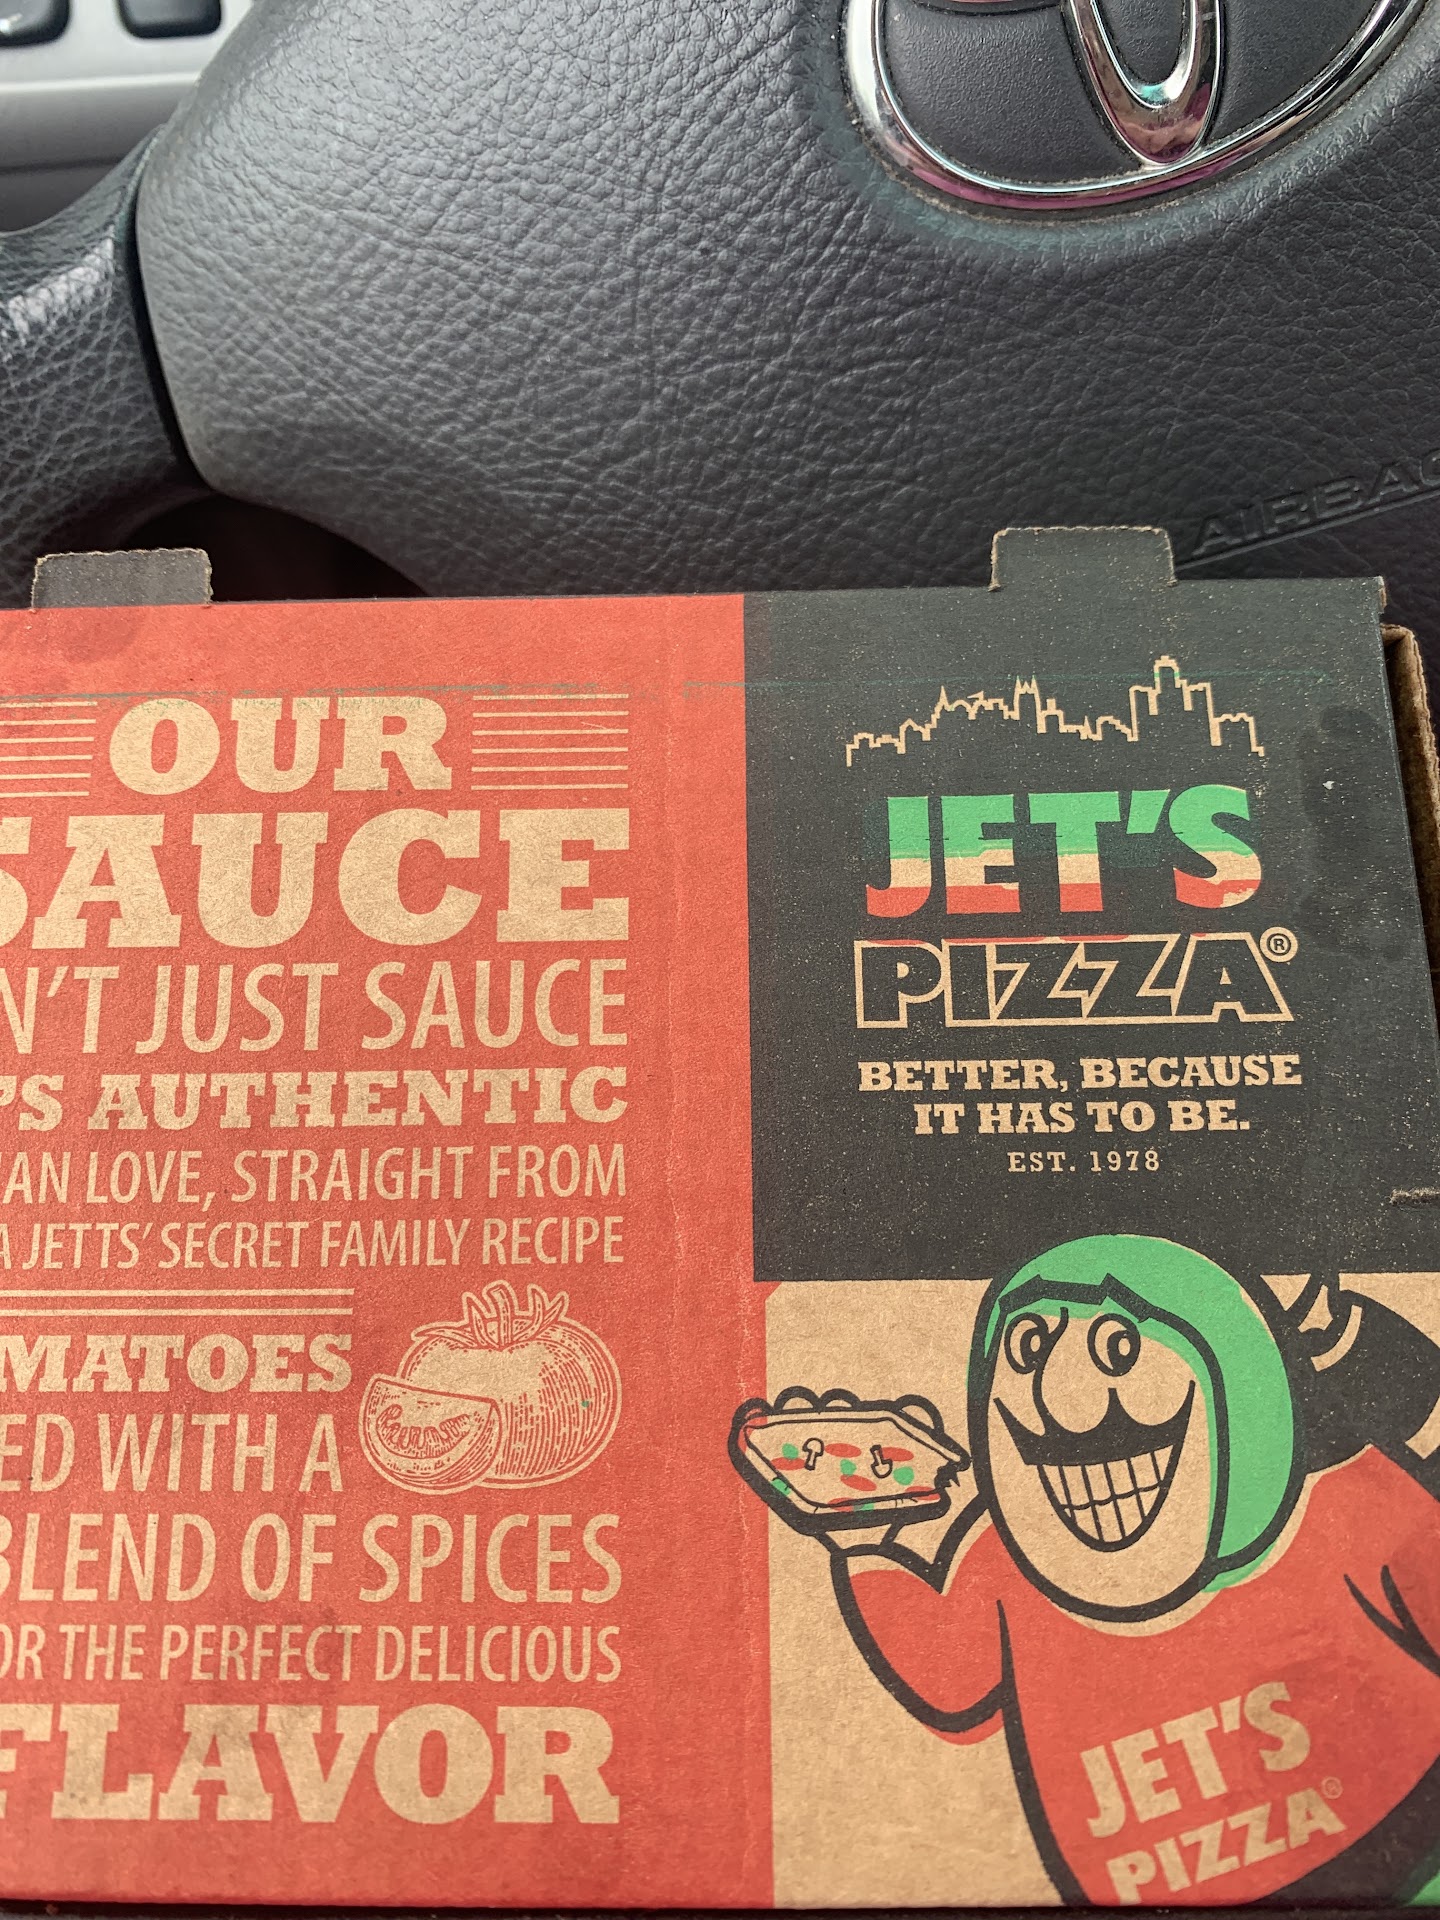 AIRBAG
OUR
SAUCE
N'T JUST SAUCE
'S AUTHENTIC
AN LOVE, STRAIGHT FROM
A JETTS' SECRET FAMILY RECIPE
MATOES
ED WITH A
BLEND OF SPICES
OR THE PERFECT DELICIOUS
FLAVOR
JET'S
PIZZA®
BETTER, BECAUSE
IT HAS TO BE.
EST. 1978
JET'S
PIZZA®